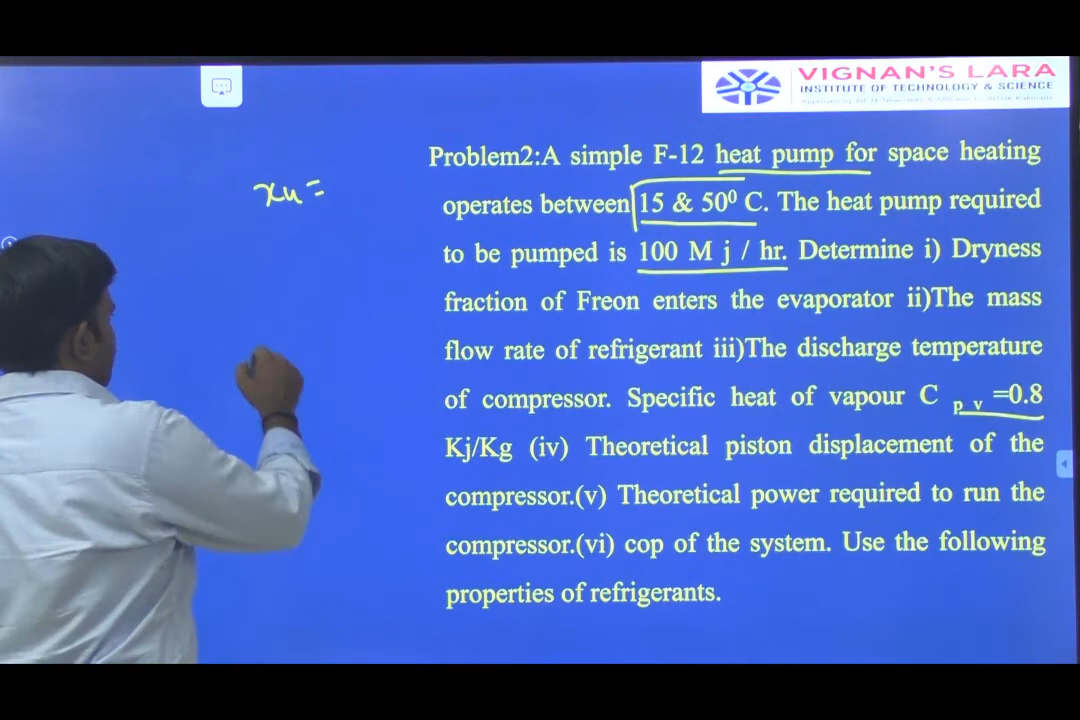 VIGNAN'S LARA
INSTITUTE OF TECHNOLOGY & SCIENCE
Problem2:A simple F-12 heat pump for space heating
x4 =
operates between 15 & 50⁰ C. The heat pump required
to be pumped is 100 M j / hr. Determine i) Dryness
fraction of Freon enters the evaporator ii)The mass
flow rate of refrigerant iii)The discharge temperature
of compressor. Specific heat of vapour C p v =0.8
Kj/Kg (iv) Theoretical piston displacement of the
compressor.(v) Theoretical power required to run the
compressor.(vi) cop of the system. Use the following
properties of refrigerants.